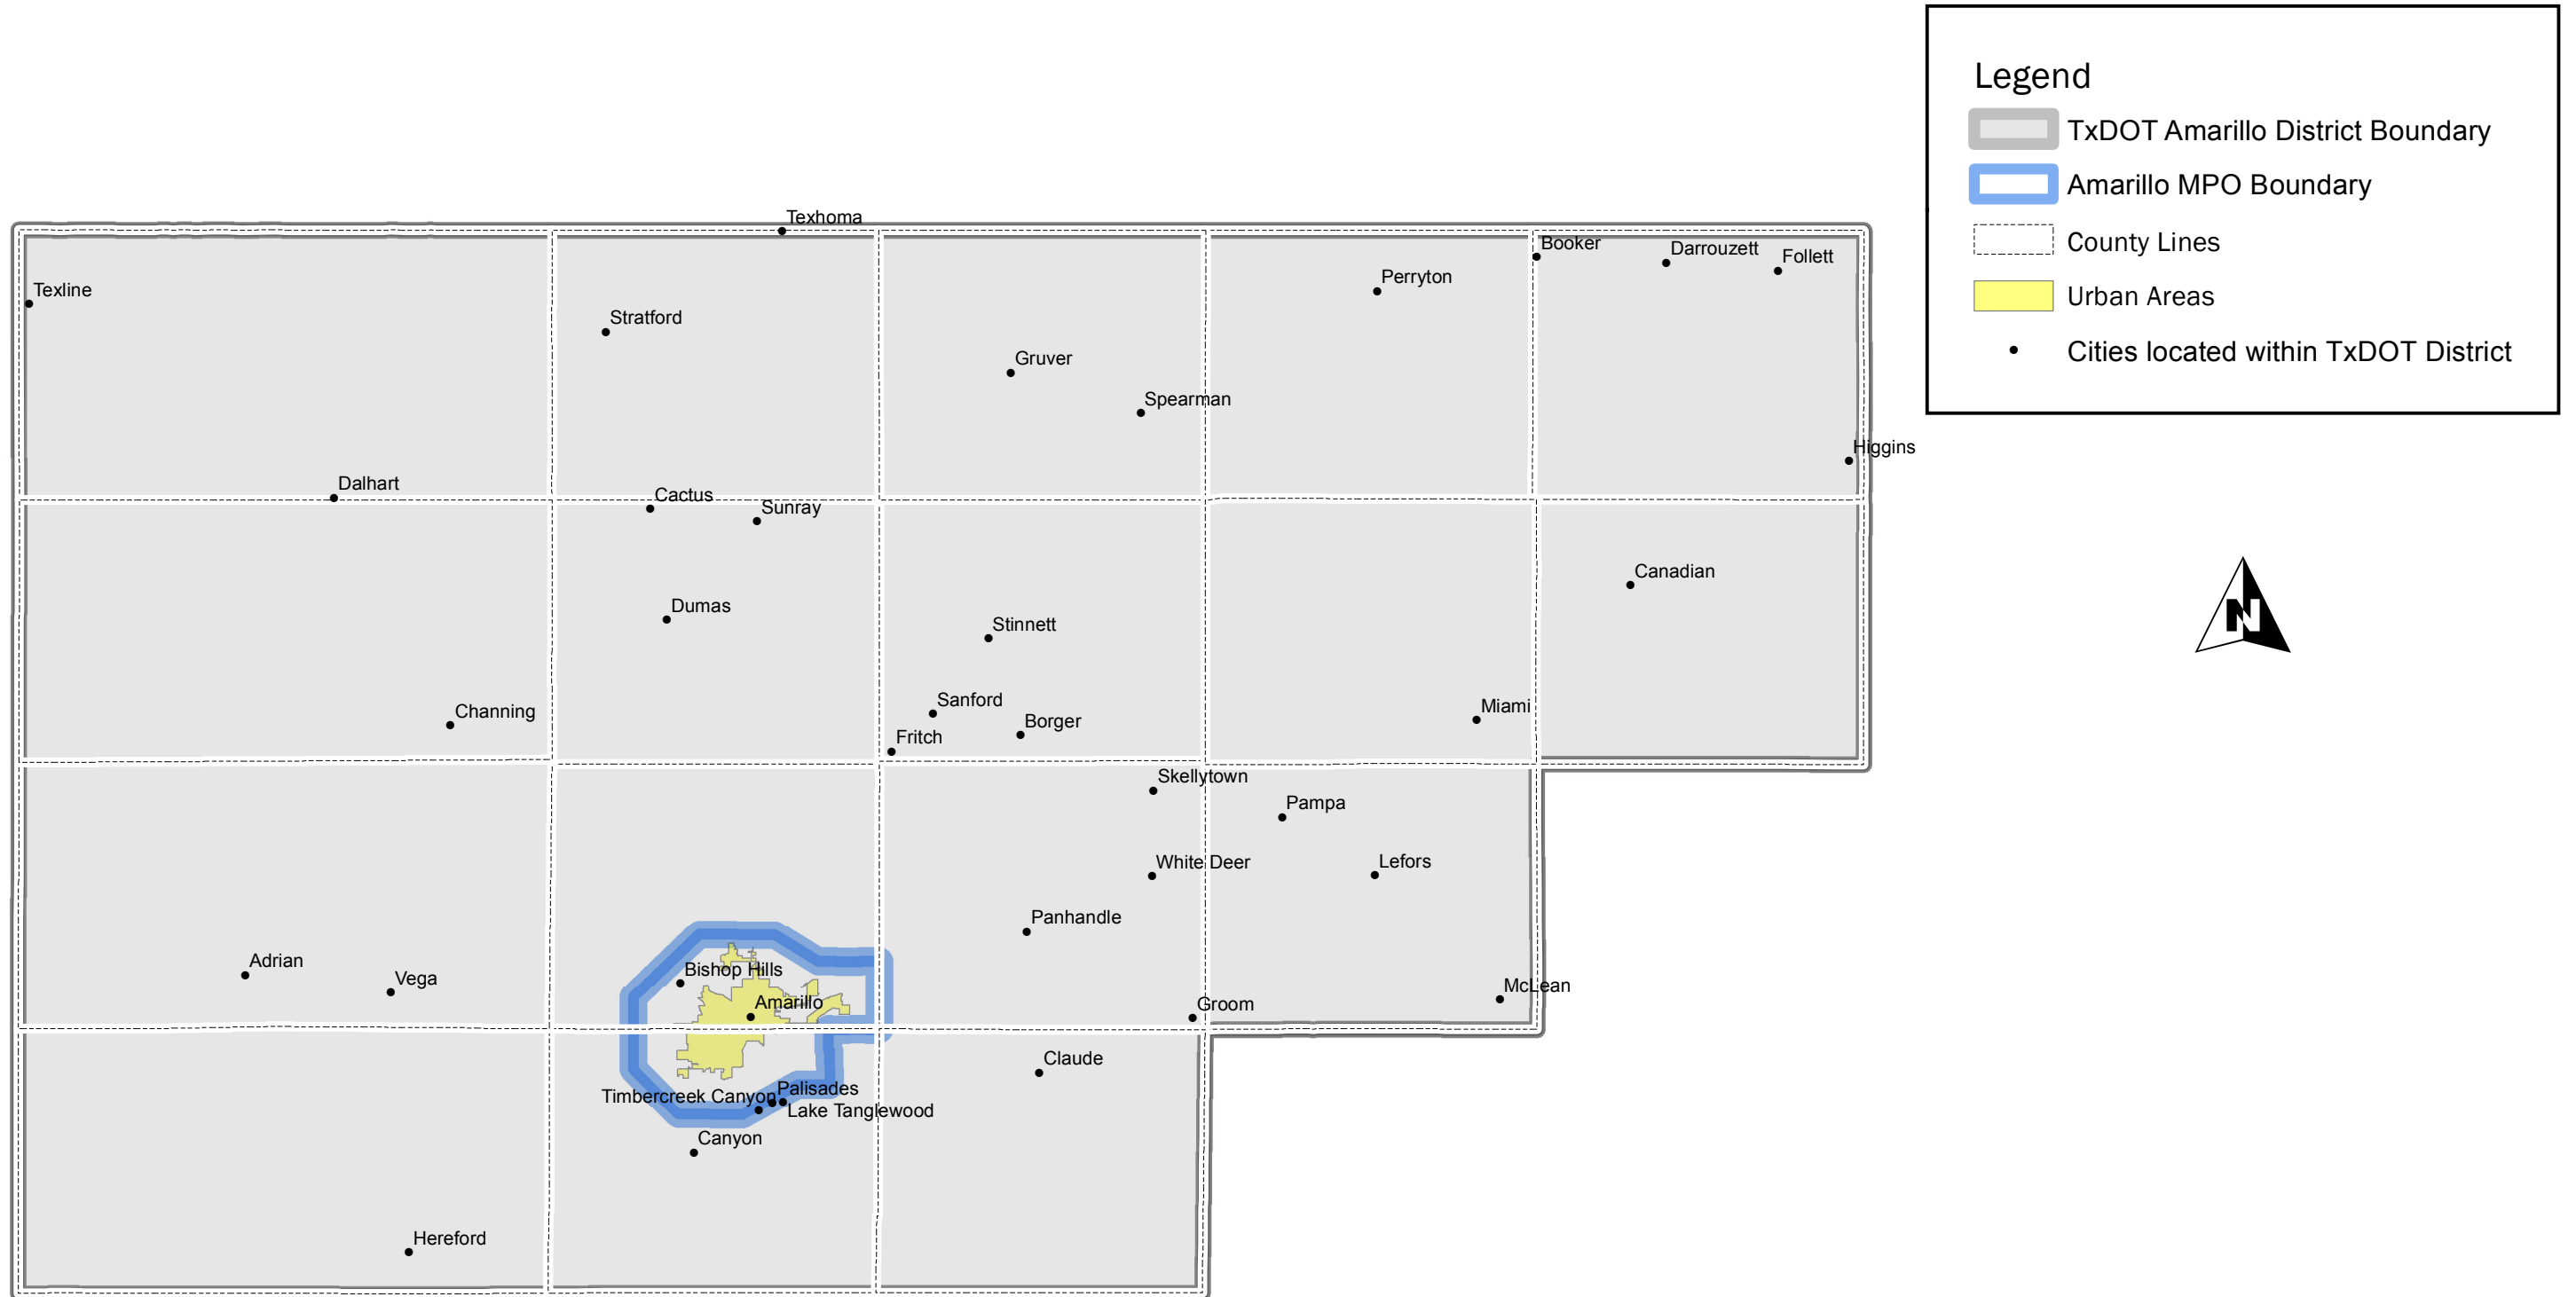 Legend
TxDOT Amarillo District Boundary
Amarillo MPO Boundary
County Lines
Urban Areas
Cities located within TxDOT District
Texhoma
Booker
Darrouzett
Follett
Perryton
Texline
Stratford
Gruver
Spearman
Higgins
Dalhart
Cactus
Sunray
Canadian
Dumas
Stinnett
Sanford
Miami
Channing
Borger
Fritch
Skellytown
Pampa
White Deer
Lefors
Panhandle
Adrian
Bishop Hills
Vega
McLean
Amarillo
Groom
Claude
Palisades
Timbercreek Canyon
Lake Tanglewood
Canyon
Hereford
N